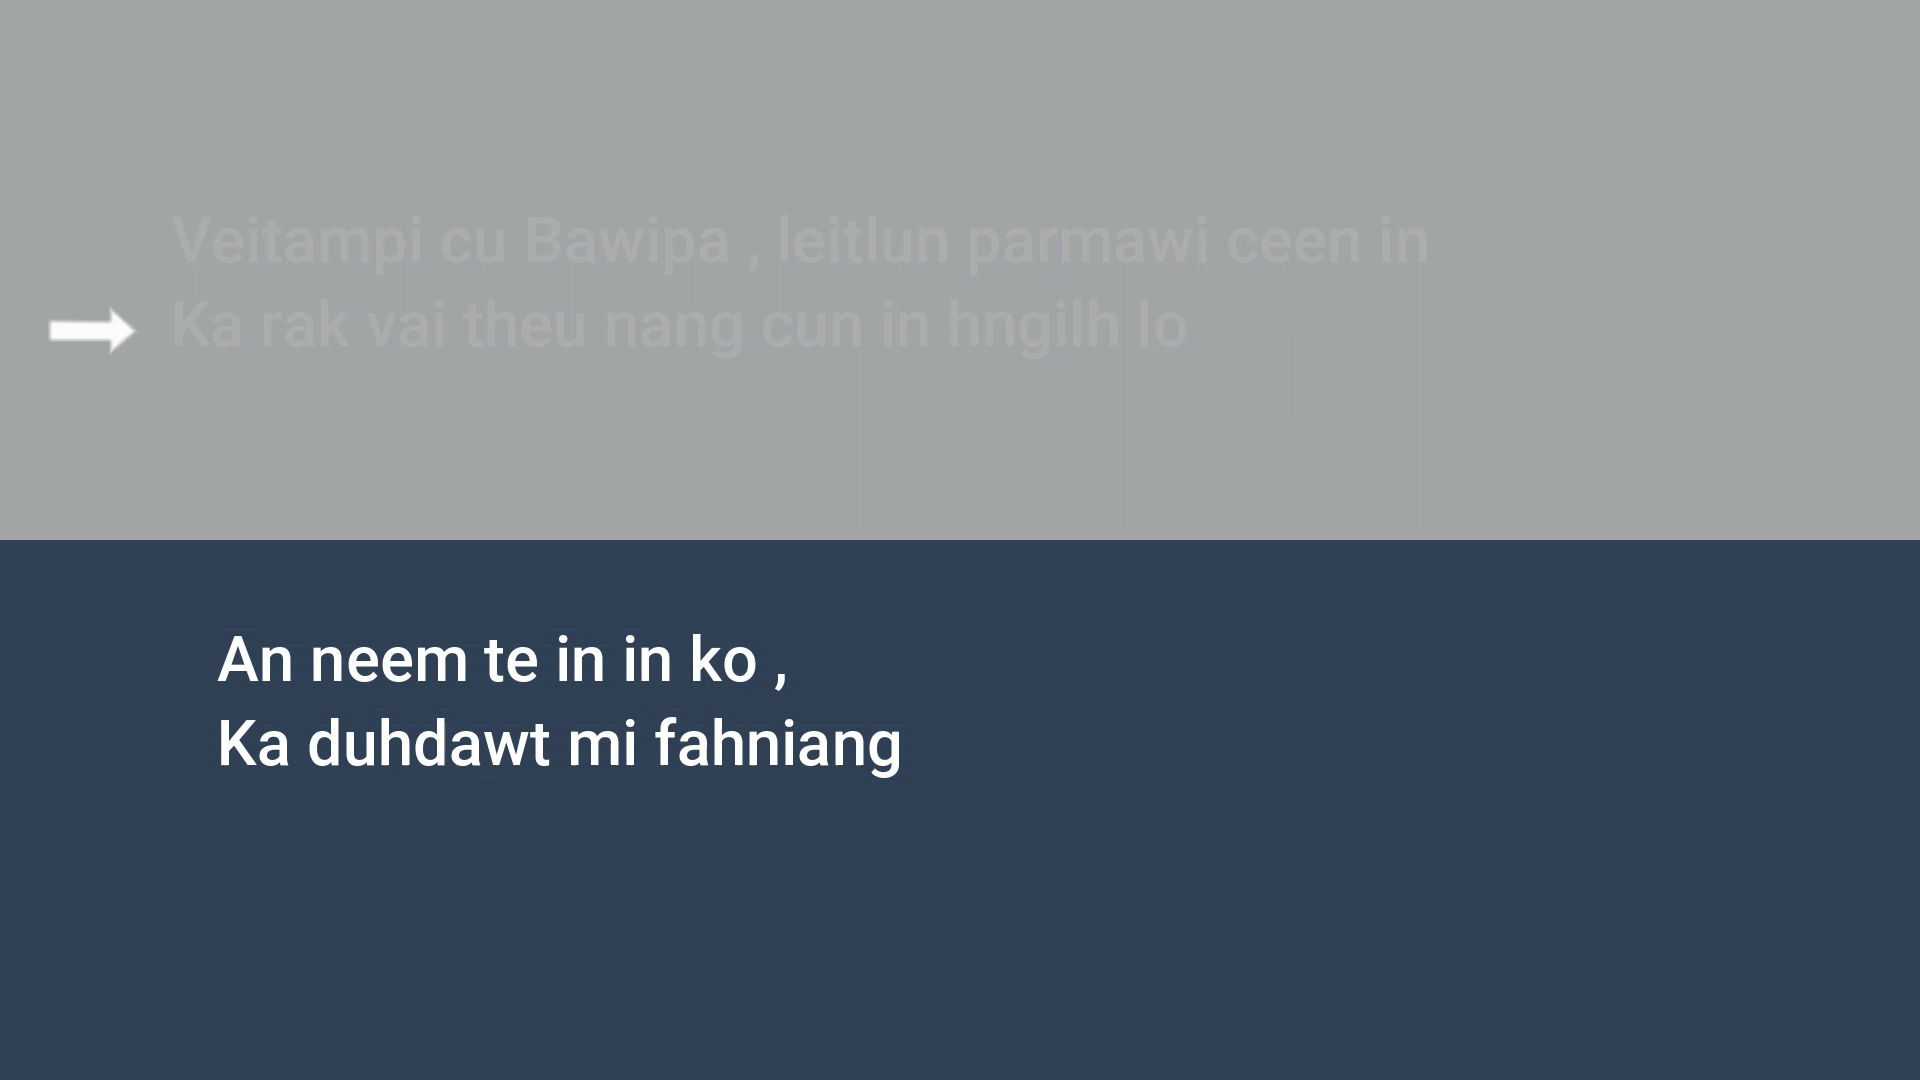 Veitampi cu Bawipa , leitlun parmawi ceen in
Ka rak vai theu nang cun in hngilh lo
An neem te in in ko ,
Ka duhdawt mi fahniang